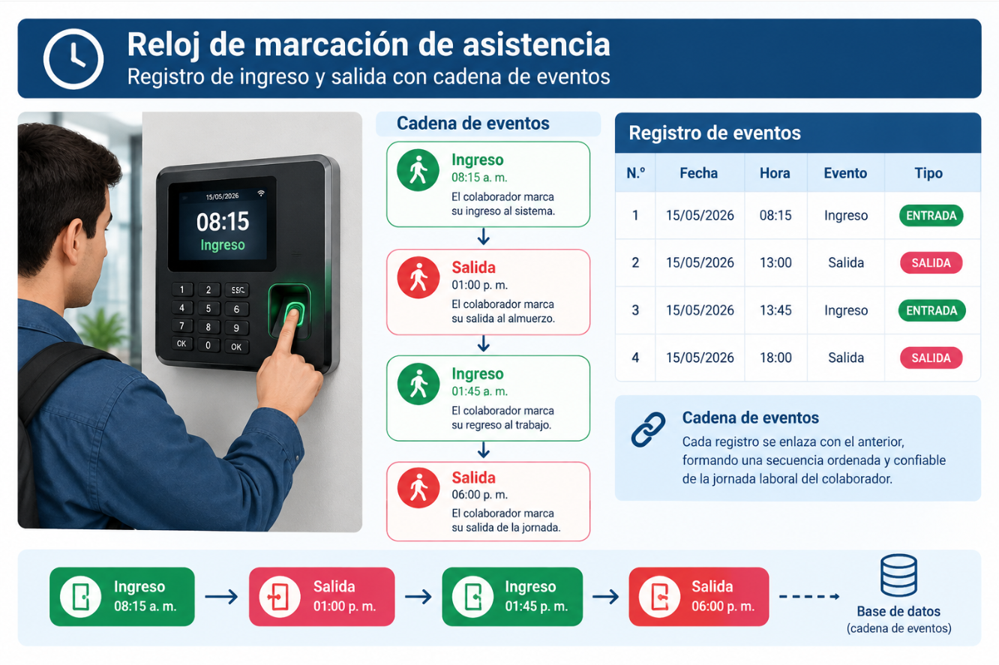 Reloj de marcación de asistencia
Registro de ingreso y salida con cadena de eventos
15/05/2026
08:15
Ingreso
1 2 ESC
4 5 6
7 8 9
OK 0 OK
Cadena de eventos
Ingreso
08:15 a. m.
El colaborador marca
su ingreso al sistema.
Salida
01:00 p. m.
El colaborador marca
su salida al almuerzo.
Ingreso
01:45 a. m.
El colaborador marca
su regreso al trabajo.
Salida
06:00 p. m.
El colaborador marca
su salida de la jornada.
Registro de eventos
N.º Fecha Hora Evento Tipo
1 15/05/2026 08:15 Ingreso ENTRADA
2 15/05/2026 13:00 Salida SALIDA
3 15/05/2026 13:45 Ingreso ENTRADA
4 15/05/2026 18:00 Salida SALIDA
Cadena de eventos
Cada registro se enlaza con el anterior,
formando una secuencia ordenada y confiable
de la jornada laboral del colaborador.
Ingreso
08:15 a. m.
Salida
01:00 p. m.
Ingreso
01:45 p. m.
Salida
06:00 p. m.
Base de datos
(cadena de eventos)